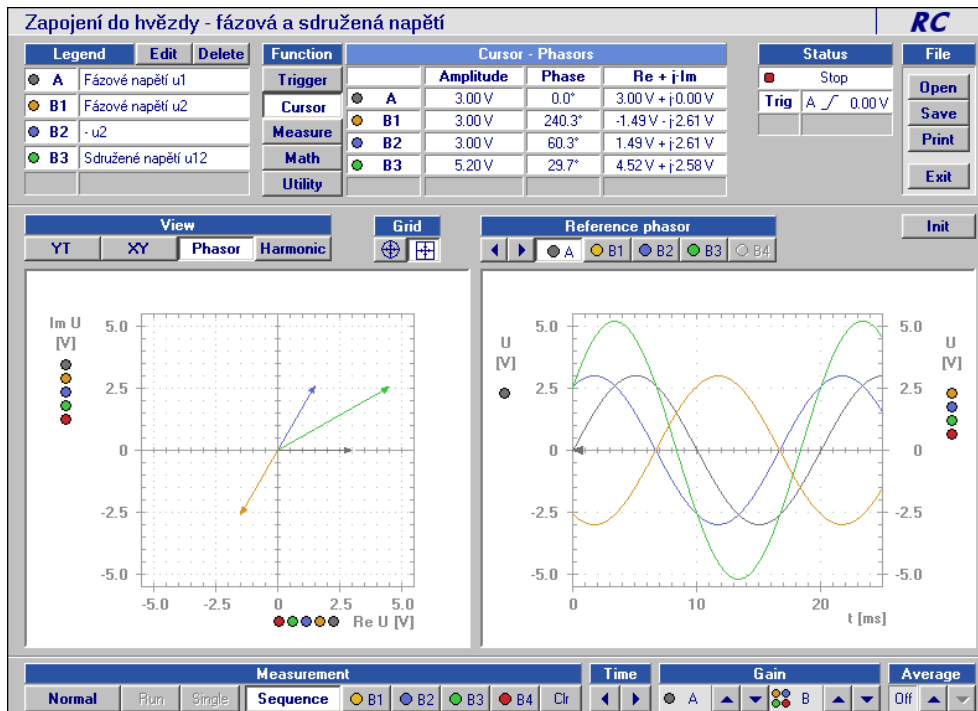 Zapojení do hvězdy - fázová a sdružená napětí
RC
Legend Edit Delete
A Fázové napětí u1
B1 Fázové napětí u2
B2 - u2
B3 Sdružené napětí u12
Function
Trigger
Cursor
Measure
Math
Utility
Cursor - Phasors
Amplitude Phase Re + j·Im
A 3.00 V 0.0° 3.00 V + j·0.00 V
B1 3.00 V 240.3° -1.49 V - j·2.61 V
B2 3.00 V 60.3° 1.49 V + j·2.61 V
B3 5.20 V 29.7° 4.52 V + j·2.58 V
Status
Stop
Trig A 0.00 V
File
Open
Save
Print
Exit
View
YT XY Phasor Harmonic
Grid
Reference phasor
A B1 B2 B3 B4
Init
Im U
[V]
5.0
2.5
0
-2.5
-5.0
-5.0 -2.5 0 2.5 5.0
Re U [V]
U
[V]
5.0
2.5
0
-2.5
-5.0
0 10 20
t [ms]
5.0
2.5
0
-2.5
-5.0
U
[V]
Measurement
Normal Run Single Sequence B1 B2 B3 B4 Clr
Time
Gain
A B
Average
Off